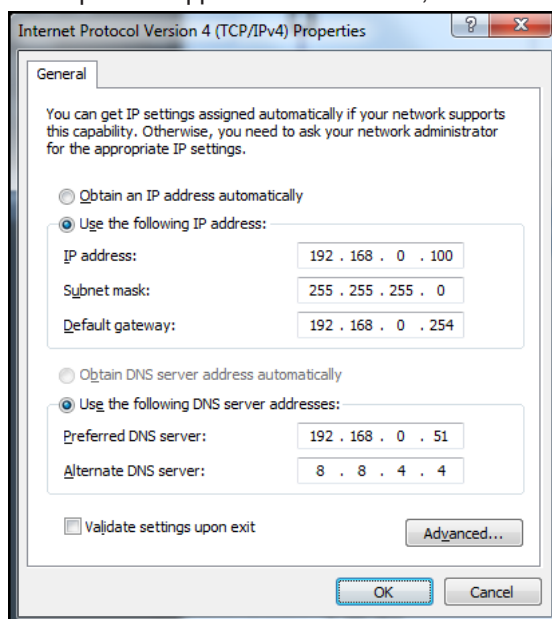 Internet Protocol Version 4 (TCP/IPv4) Properties
General
You can get IP settings assigned automatically if your network supports
this capability. Otherwise, you need to ask your network administrator
for the appropriate IP settings.
Obtain an IP address automatically
Use the following IP address:
IP address: 192 . 168 . 0 . 100
Subnet mask: 255 . 255 . 255 . 0
Default gateway: 192 . 168 . 0 . 254
Obtain DNS server address automatically
Use the following DNS server addresses:
Preferred DNS server: 192 . 168 . 0 . 51
Alternate DNS server: 8 . 8 . 4 . 4
Validate settings upon exit
Advanced...
OK Cancel